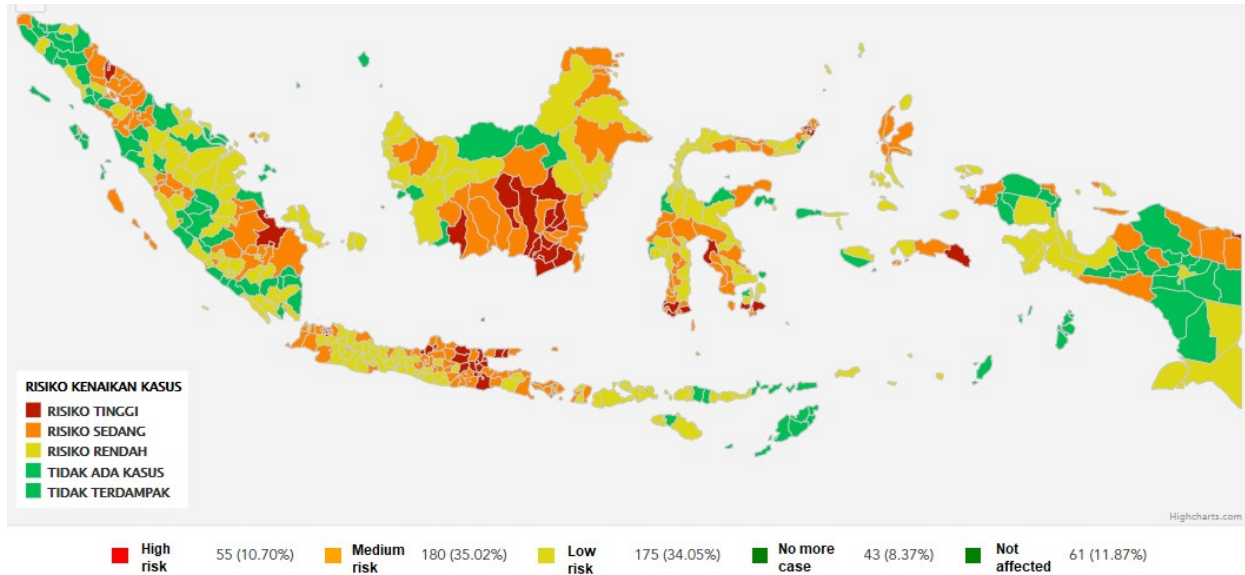 RISIKO KENAIKAN KASUS
RISIKO TINGGI
RISIKO SEDANG
RISIKO RENDAH
TIDAK ADA KASUS
TIDAK TERDAMPAK
Highcharts.com
High risk 55 (10.70%) Medium risk 180 (35.02%) Low risk 175 (34.05%) No more case 43 (8.37%) Not affected 61 (11.87%)